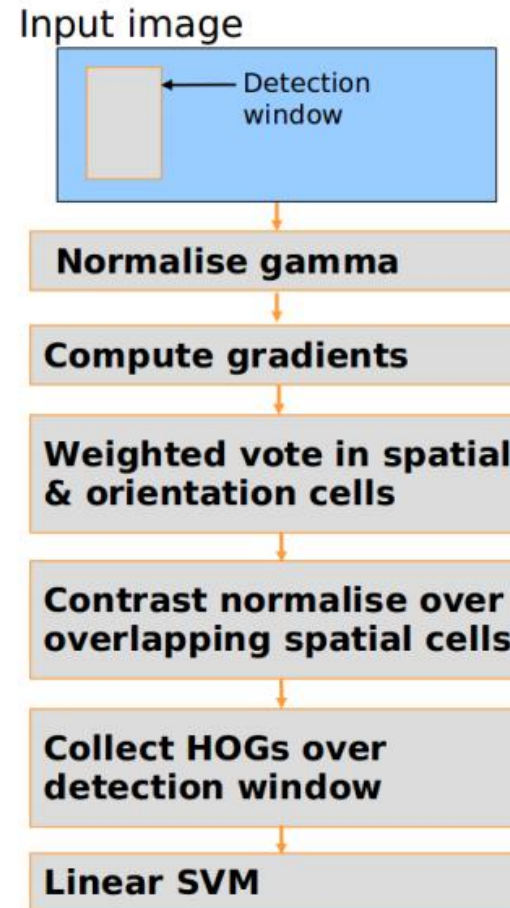 Input image
Detection
window
Normalise gamma
Compute gradients
Weighted vote in spatial
& orientation cells
Contrast normalise over
overlapping spatial cells
Collect HOGs over
detection window
Linear SVM